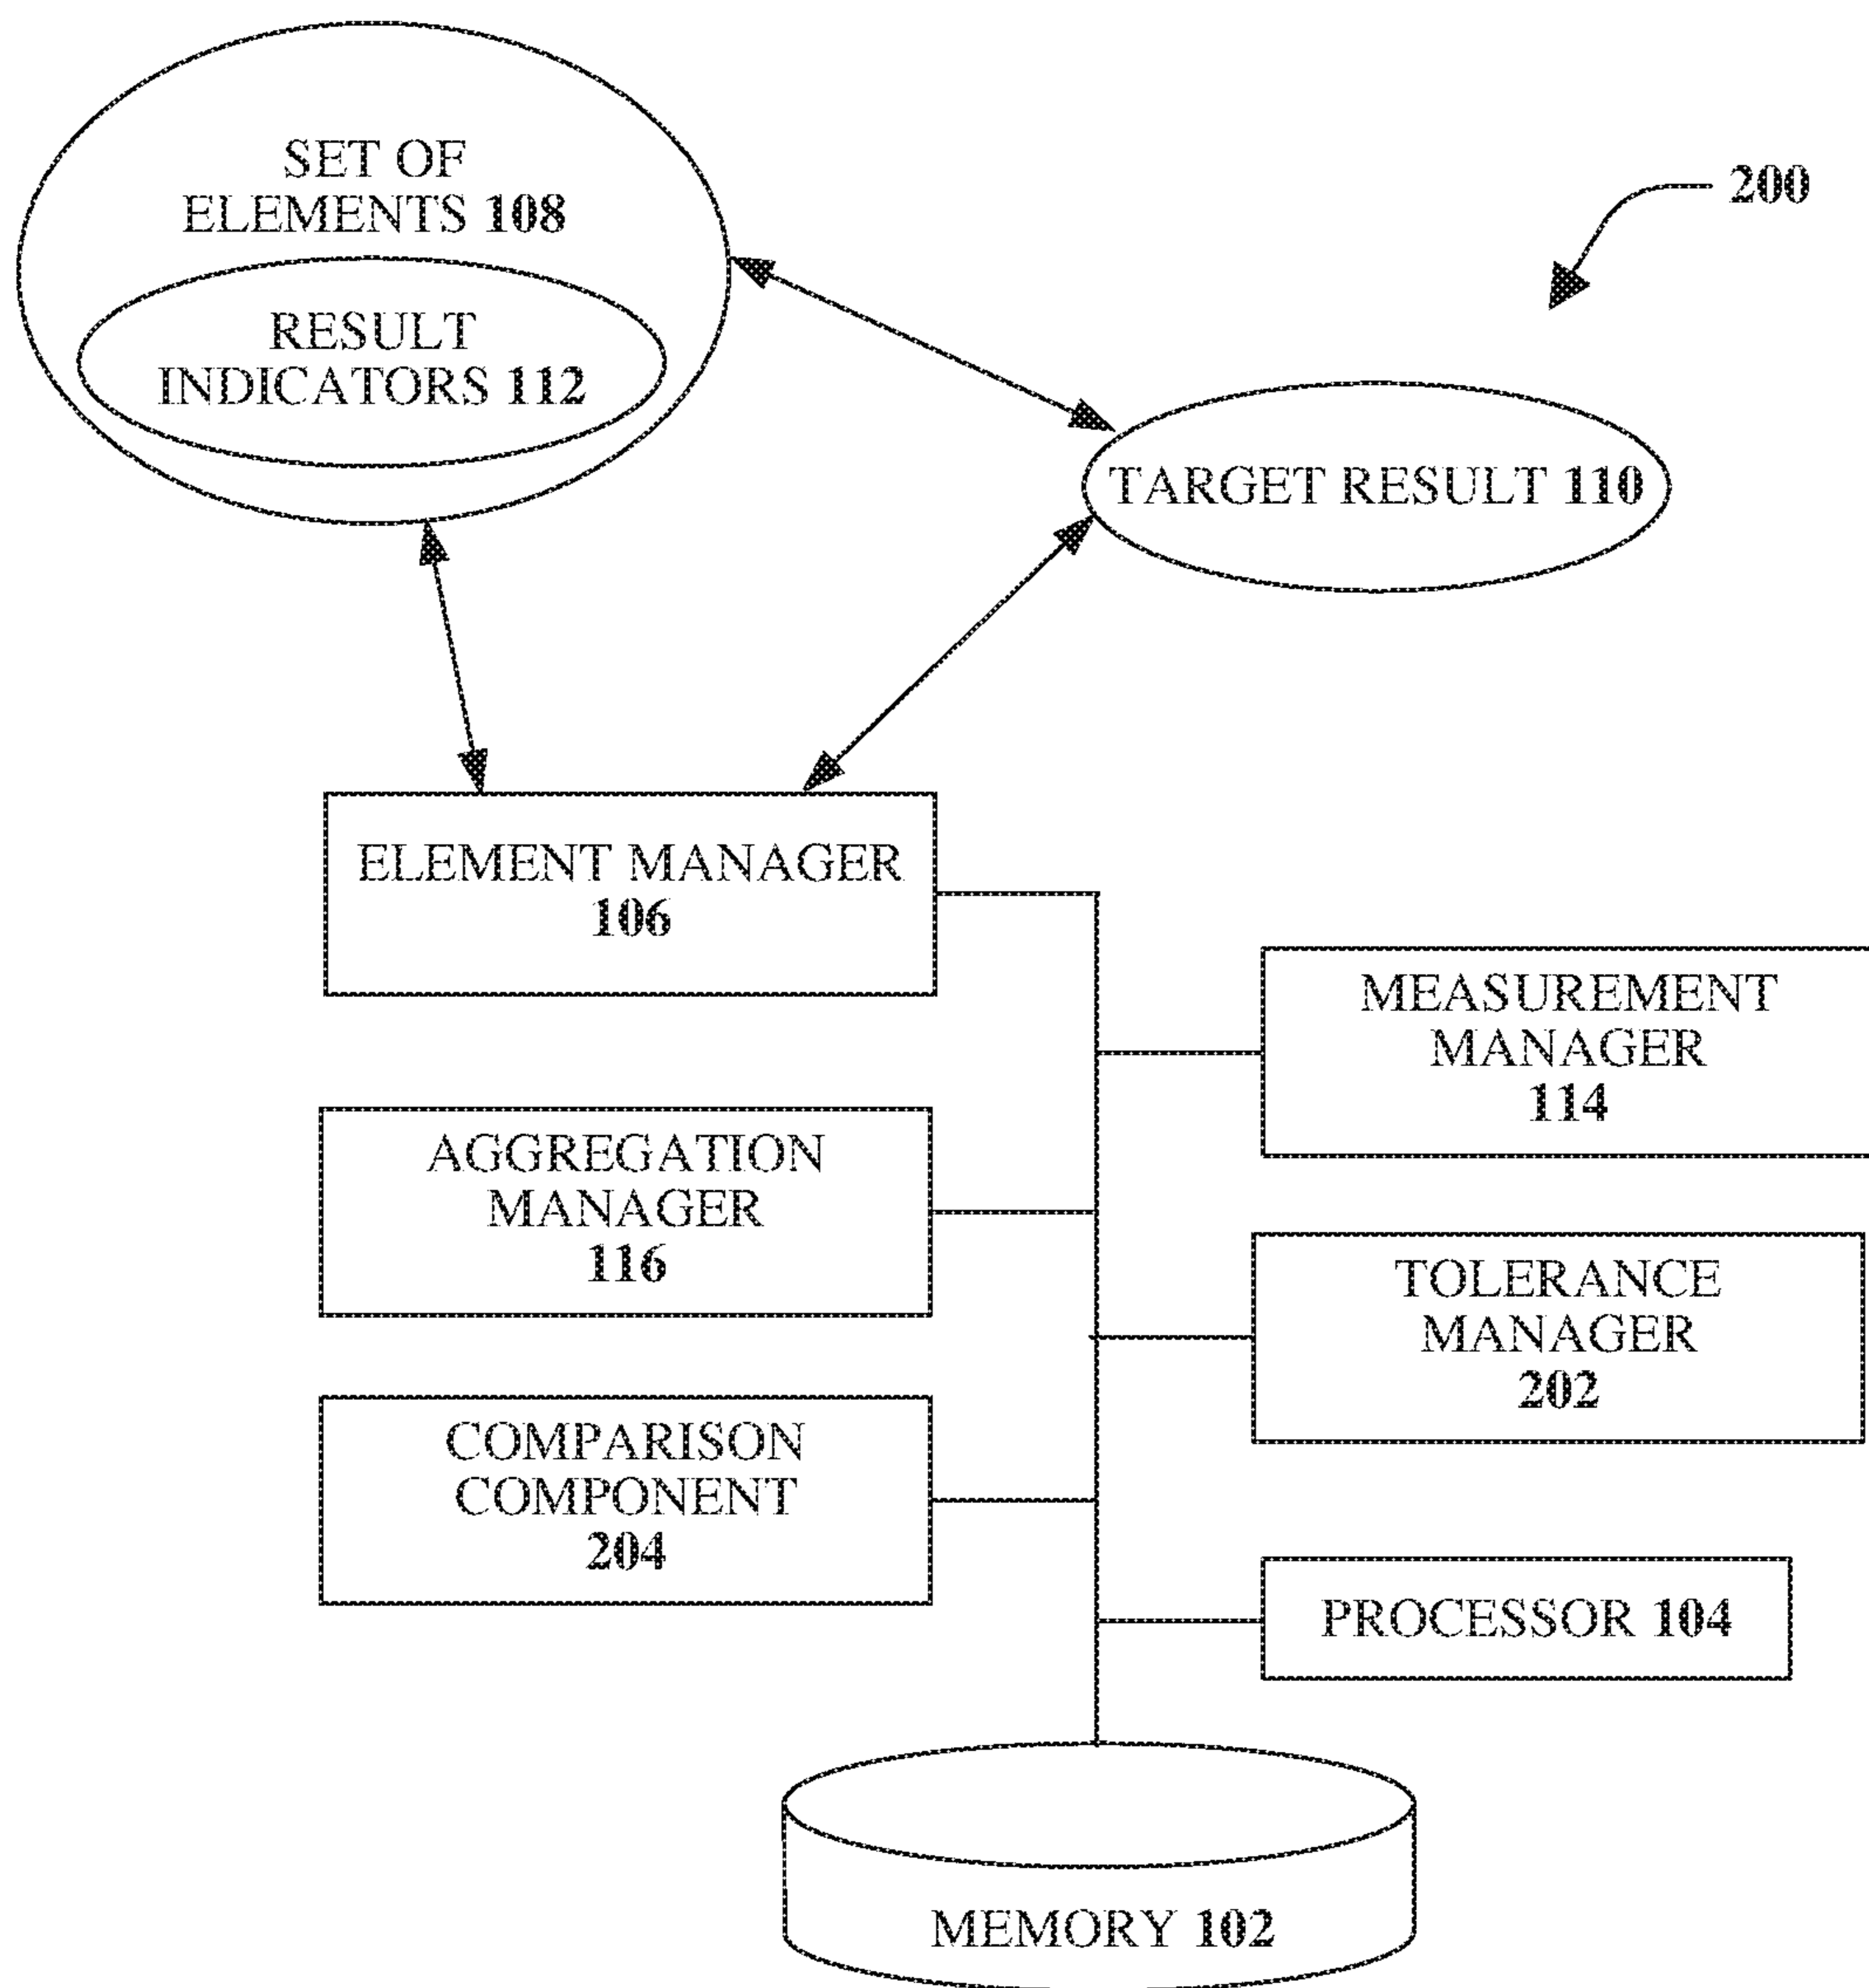 SET OF
ELEMENTS 108
RESULT
INDICATORS 112
200
TARGET RESULT 110
ELEMENT MANAGER
106
MEASUREMENT
MANAGER
114
AGGREGATION
MANAGER
116
TOLERANCE
MANAGER
202
COMPARISON
COMPONENT
204
PROCESSOR 104
MEMORY 102